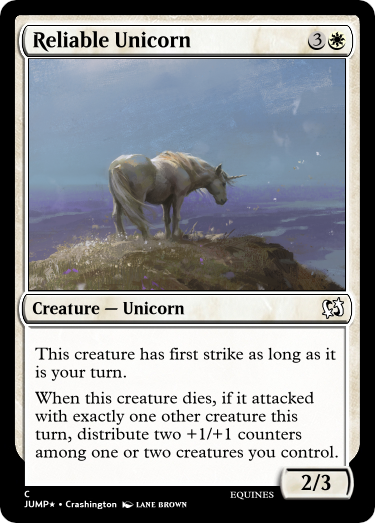 Reliable Unicorn 3
Creature — Unicorn
This creature has first strike as long as it
is your turn.
When this creature dies, if it attacked
with exactly one other creature this
turn, distribute two +1/+1 counters
among one or two creatures you control.
2/3
C
JUMP★ • Crashington LANE BROWN
EQUINES